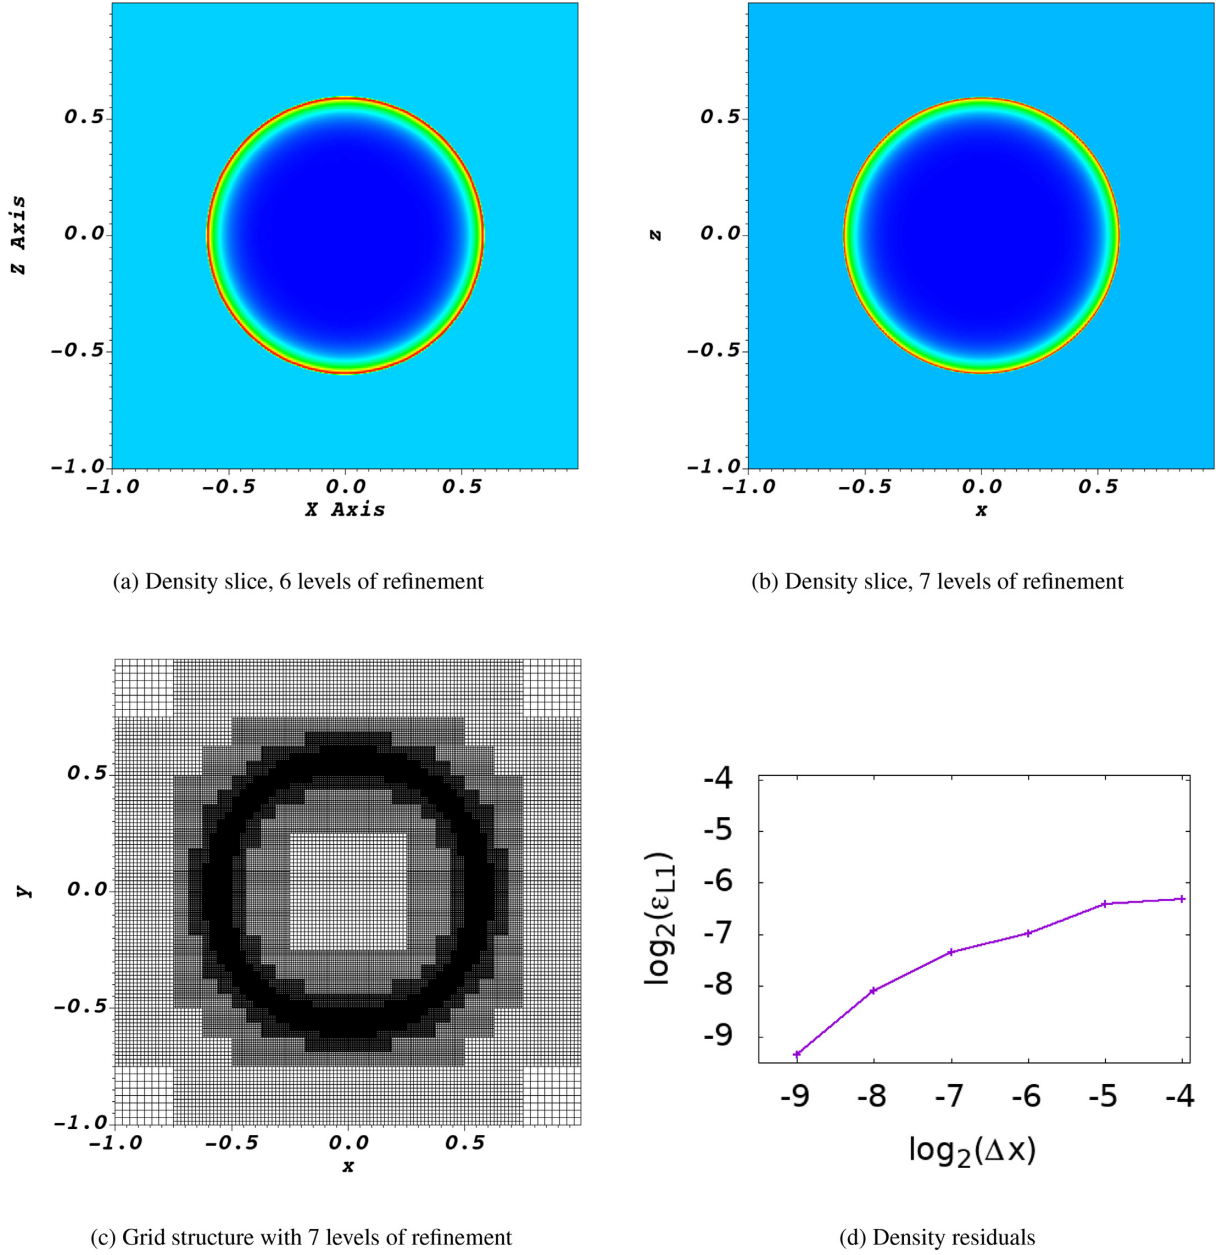 0.5
0.0
-0.5
-1.0
Z Axis
-1.0 -0.5 0.0 0.5
X Axis
(a) Density slice, 6 levels of refinement
0.5
0.0
-0.5
-1.0
z
-1.0 -0.5 0.0 0.5
x
(b) Density slice, 7 levels of refinement
0.5
0.0
-0.5
-1.0
y
-1.0 -0.5 0.0 0.5
x
(c) Grid structure with 7 levels of refinement
-4
-5
-6
-7
-8
-9
log₂(ε_L1)
-9 -8 -7 -6 -5 -4
log₂(Δx)
(d) Density residuals